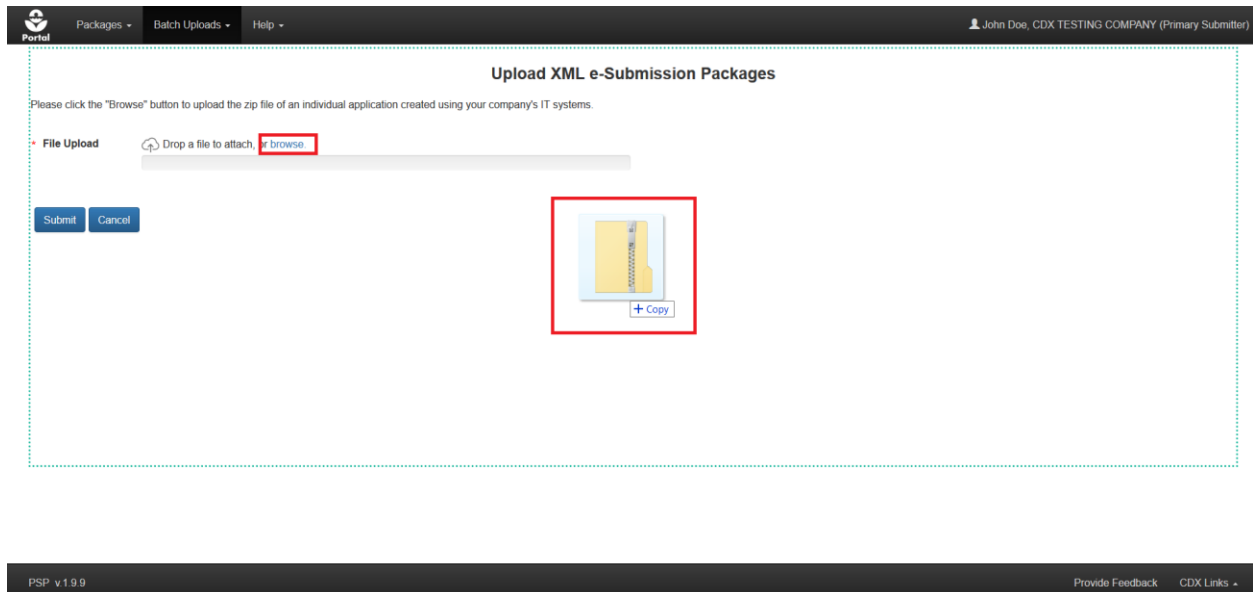 Portal
Packages
Batch Uploads
Help
John Doe, CDX TESTING COMPANY (Primary Submitter)
Upload XML e-Submission Packages
Please click the "Browse" button to upload the zip file of an individual application created using your company's IT systems.
* File Upload
Drop a file to attach, or browse.
Submit
Cancel
+ Copy
PSP v.1.9.9
Provide Feedback
CDX Links